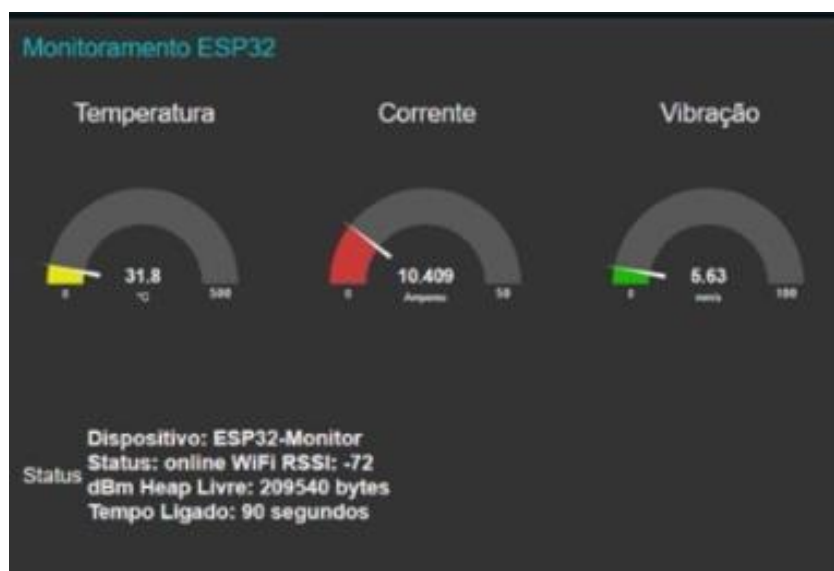 Monitoramento ESP32
Temperatura
Corrente
Vibração
31.8
°C
0
500
10.409
Amperes
0
50
5.63
mm/s
0
100
Status
Dispositivo: ESP32-Monitor
Status: online WiFi RSSI: -72
dBm Heap Livre: 209540 bytes
Tempo Ligado: 90 segundos